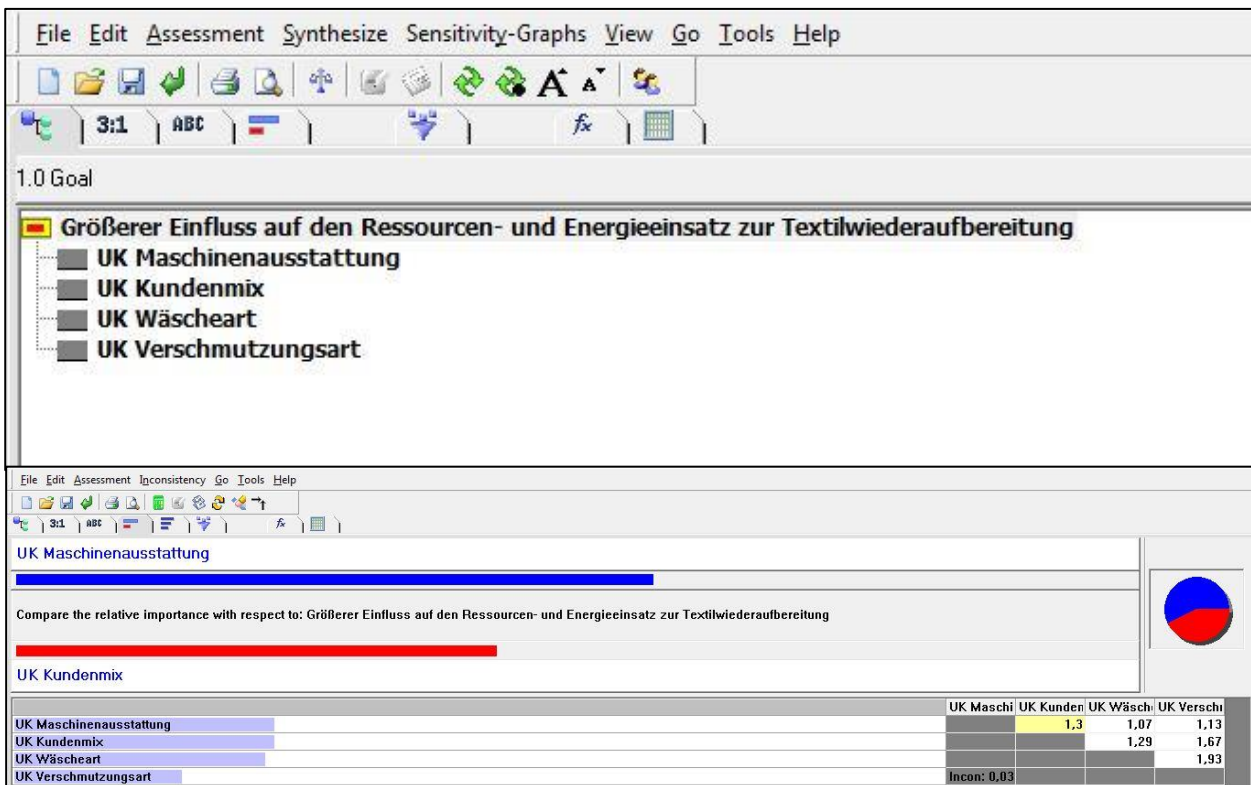 File Edit Assessment Synthesize Sensitivity-Graphs View Go Tools Help
3:1 ABC fx
1.0 Goal
Größerer Einfluss auf den Ressourcen- und Energieeinsatz zur Textilwiederaufbereitung
UK Maschinenausstattung
UK Kundenmix
UK Wäscheart
UK Verschmutzungsart
File Edit Assessment Inconsistency Go Tools Help
3:1 ABC fx
UK Maschinenausstattung
Compare the relative importance with respect to: Größerer Einfluss auf den Ressourcen- und Energieeinsatz zur Textilwiederaufbereitung
UK Kundenmix
UK Maschi UK Kunden UK Wäsch UK Versch
UK Maschinenausstattung 1,3 1,07 1,13
UK Kundenmix 1,29 1,67
UK Wäscheart 1,93
UK Verschmutzungsart Incon: 0,03